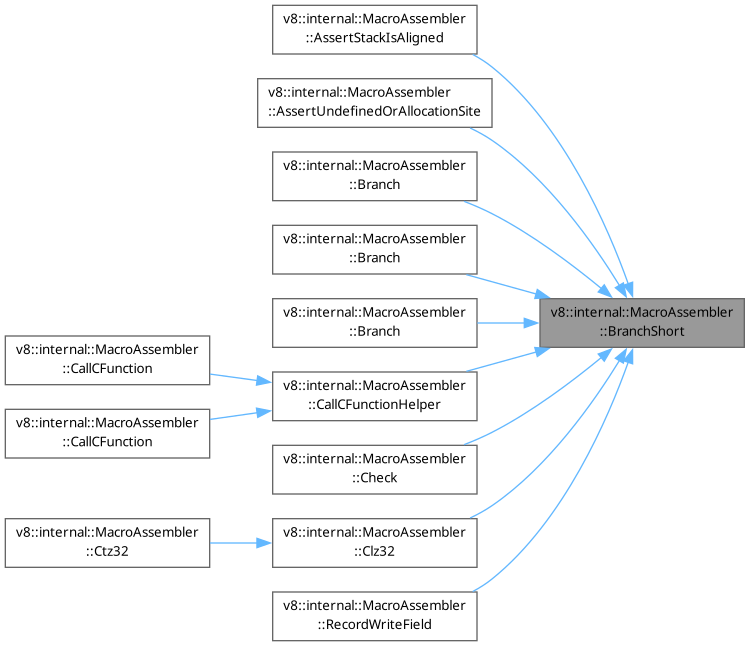 v8::internal::MacroAssembler
::AssertStackIsAligned
v8::internal::MacroAssembler
::AssertUndefinedOrAllocationSite
v8::internal::MacroAssembler
::Branch
v8::internal::MacroAssembler
::Branch
v8::internal::MacroAssembler
::Branch
v8::internal::MacroAssembler
::BranchShort
v8::internal::MacroAssembler
::CallCFunction
v8::internal::MacroAssembler
::CallCFunctionHelper
v8::internal::MacroAssembler
::CallCFunction
v8::internal::MacroAssembler
::Check
v8::internal::MacroAssembler
::Ctz32
v8::internal::MacroAssembler
::Clz32
v8::internal::MacroAssembler
::RecordWriteField